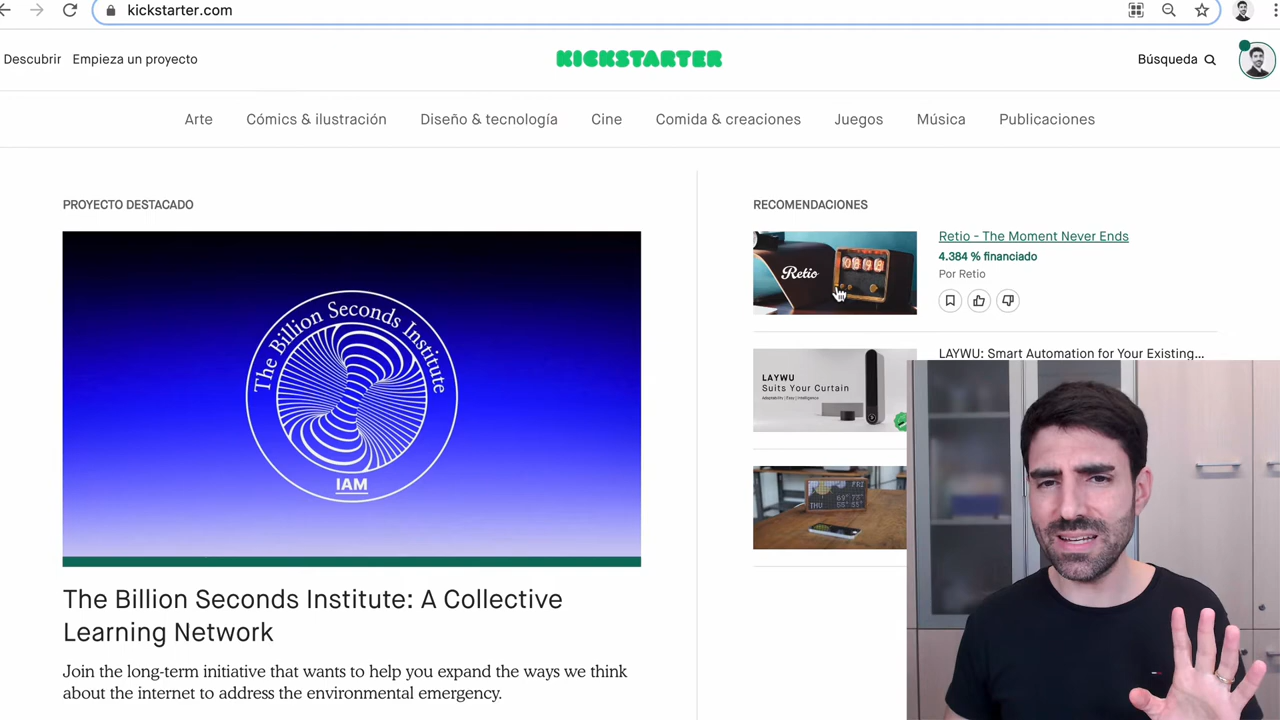 kickstarter.com
Descubrir
Empieza un proyecto
KICKSTARTER
Búsqueda
Arte
Cómics & ilustración
Diseño & tecnología
Cine
Comida & creaciones
Juegos
Música
Publicaciones
PROYECTO DESTACADO
The Billion Seconds Institute
IAM
The Billion Seconds Institute: A Collective
Learning Network
Join the long-term initiative that wants to help you expand the ways we think
about the internet to address the environmental emergency.
RECOMENDACIONES
Retio
Retio - The Moment Never Ends
4.384 % financiado
Por Retio
LAYWU
Suits Your Curtain
LAYWU: Smart Automation for Your Existing...
FRI
THU